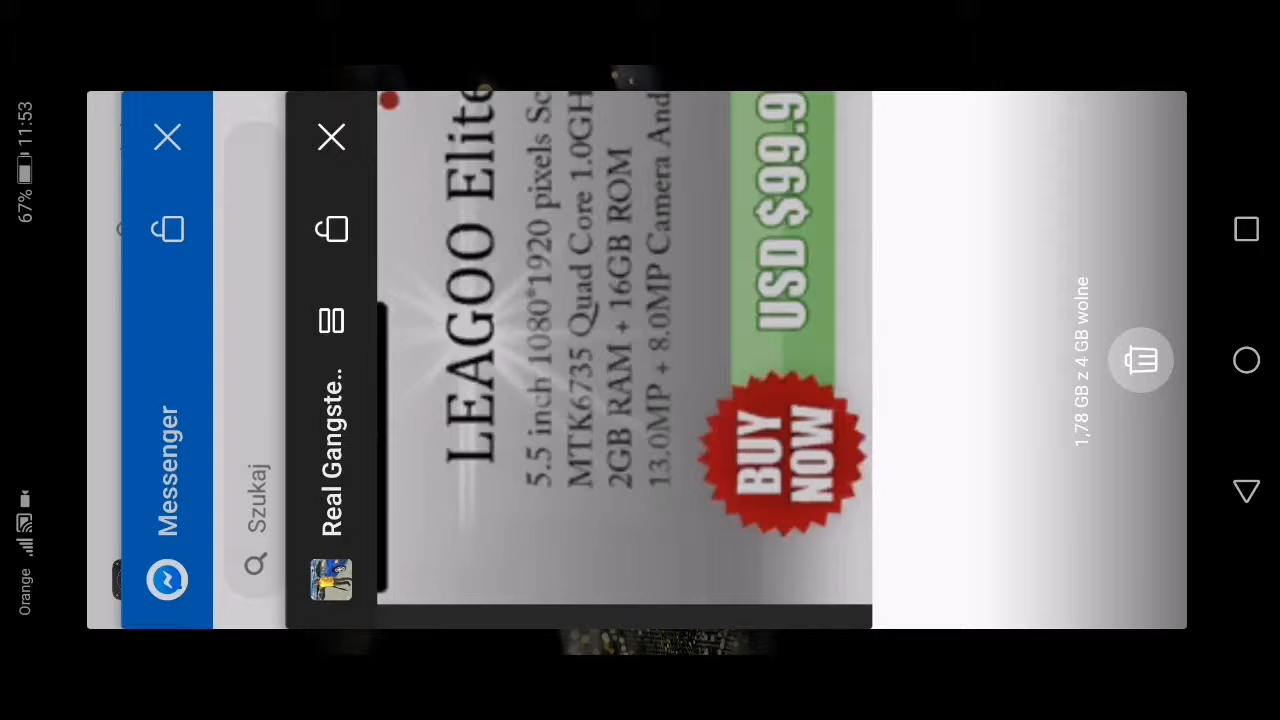 Orange 67% 11:53
Messenger
Szukaj
Real Gangste..
LEAGOO Elite
5.5 inch 1080*1920 pixels Sc
MTK6735 Quad Core 1.0GH
2GB RAM + 16GB ROM
13.0MP + 8.0MP Camera And
BUY
NOW
USD $99.9
1,78 GB z 4 GB wolne